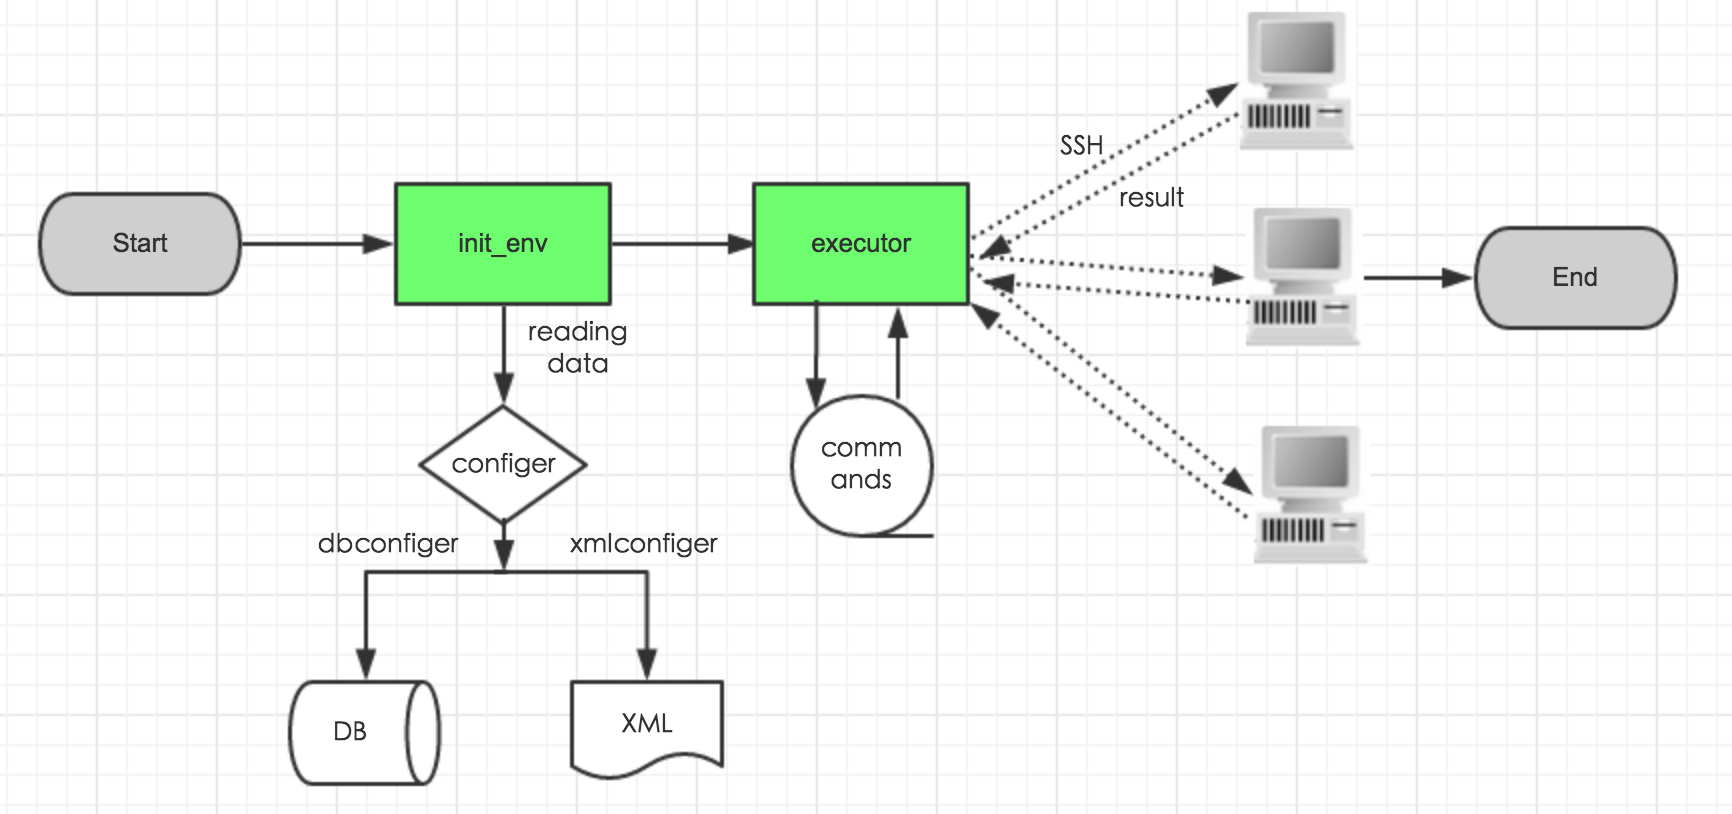 SSH
result
Start
init_env
executor
End
reading
data
configer
comm
ands
dbconfiger
xmlconfiger
DB
XML